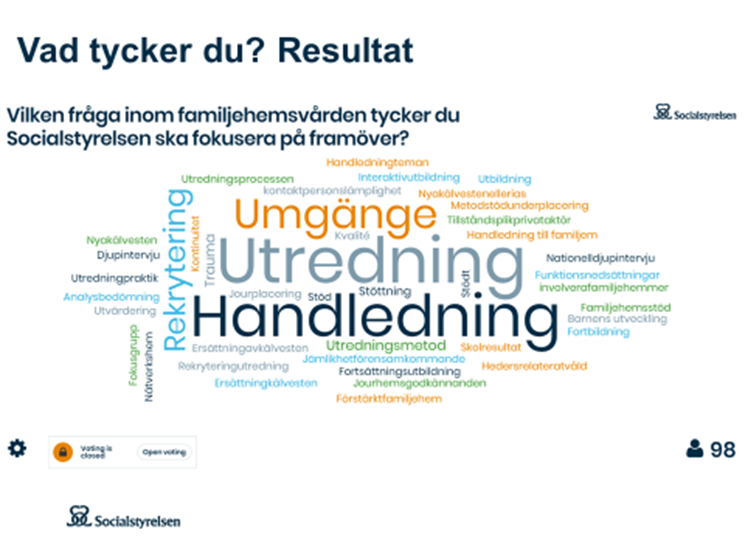 Vad tycker du? Resultat
Vilken fråga inom familjehemsvården tycker du
Socialstyrelsen ska fokusera på framöver?
Socialstyrelsen
Handledningteman
Utredningsprocessen
Interaktivutbildning
Utbildning
kontaktpersonslämplighet
Nyakälvestenellerias
Metodstödunderplacering
Umgänge
Tillståndsplikprivataktör
Rekrytering
Kontinuitet
Kvalité
Handledning till familjem
Nyakälvesten
Trauma
Utredning
Djupintervju
Nationelldjupintervju
Utredningpraktik
Stödt
Funktionsnedsättningar
Jourplacering
Stöd
Stöttning
involverafamiljehemmer
Analysbedömning
Utvärdering
Handledning
Familjehemsstöd
Barnens utveckling
Fortbildning
Fokusgrupp
Nätverkshem
Ersättningavkälvesten
Utredningsmetod
Skolresultat
Jämlikhetförensamkommande
Rekryteringutredning
Fortsättningsutbildning
Hedersrelateratvåld
Ersättningkälvesten
Jourhemsgodkännanden
Förstörktfamiljehem
Voting is
closed
Open voting
98
Socialstyrelsen